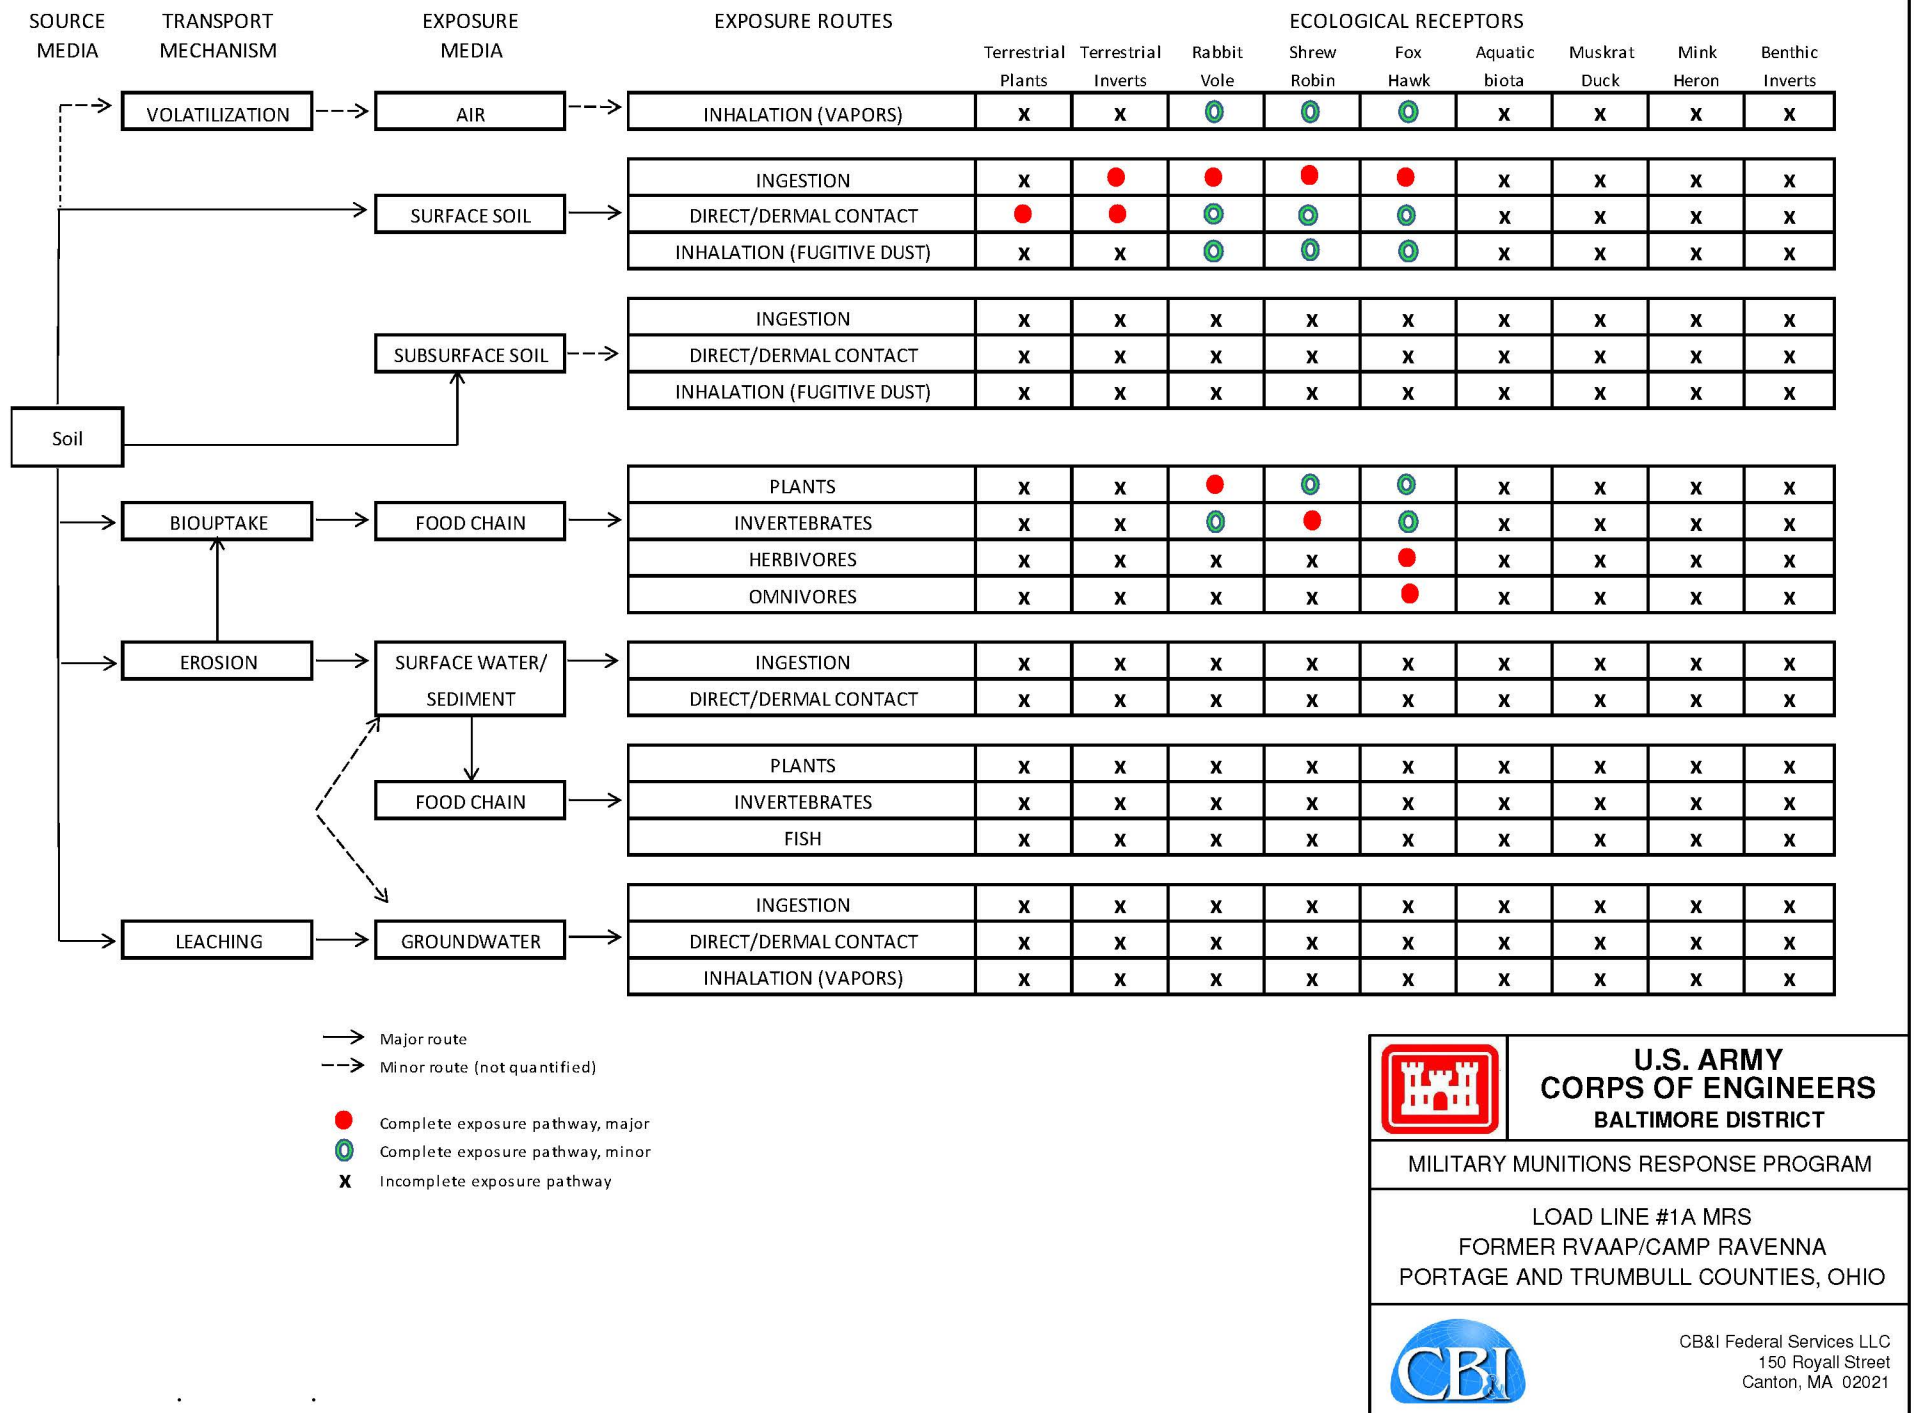 SOURCE MEDIA
TRANSPORT MECHANISM
EXPOSURE MEDIA
EXPOSURE ROUTES
ECOLOGICAL RECEPTORS
Terrestrial Plants
Terrestrial Inverts
Rabbit Vole
Shrew Robin
Fox Hawk
Aquatic biota
Muskrat Duck
Mink Heron
Benthic Inverts
VOLATILIZATION
AIR
INHALATION (VAPORS) x x x x x x
INGESTION x x x x x
SURFACE SOIL
DIRECT/DERMAL CONTACT x x x x
INHALATION (FUGITIVE DUST) x x x x x x
INGESTION x x x x x x x x x
SUBSURFACE SOIL
DIRECT/DERMAL CONTACT x x x x x x x x x
INHALATION (FUGITIVE DUST) x x x x x x x x x
Soil
PLANTS x x x x x x
BIOUPTAKE
FOOD CHAIN
INVERTEBRATES x x x x x x
HERBIVORES x x x x x x x x
OMNIVORES x x x x x x x x
EROSION
SURFACE WATER/
SEDIMENT
INGESTION x x x x x x x x x
DIRECT/DERMAL CONTACT x x x x x x x x x
PLANTS x x x x x x x x x
FOOD CHAIN
INVERTEBRATES x x x x x x x x x
FISH x x x x x x x x x
INGESTION x x x x x x x x x
LEACHING
GROUNDWATER
DIRECT/DERMAL CONTACT x x x x x x x x x
INHALATION (VAPORS) x x x x x x x x x
Major route
Minor route (not quantified)
Complete exposure pathway, major
Complete exposure pathway, minor
x Incomplete exposure pathway
U.S. ARMY
CORPS OF ENGINEERS
BALTIMORE DISTRICT
MILITARY MUNITIONS RESPONSE PROGRAM
LOAD LINE #1A MRS
FORMER RVAAP/CAMP RAVENNA
PORTAGE AND TRUMBULL COUNTIES, OHIO
CB&I
CB&I Federal Services LLC
150 Royall Street
Canton, MA 02021